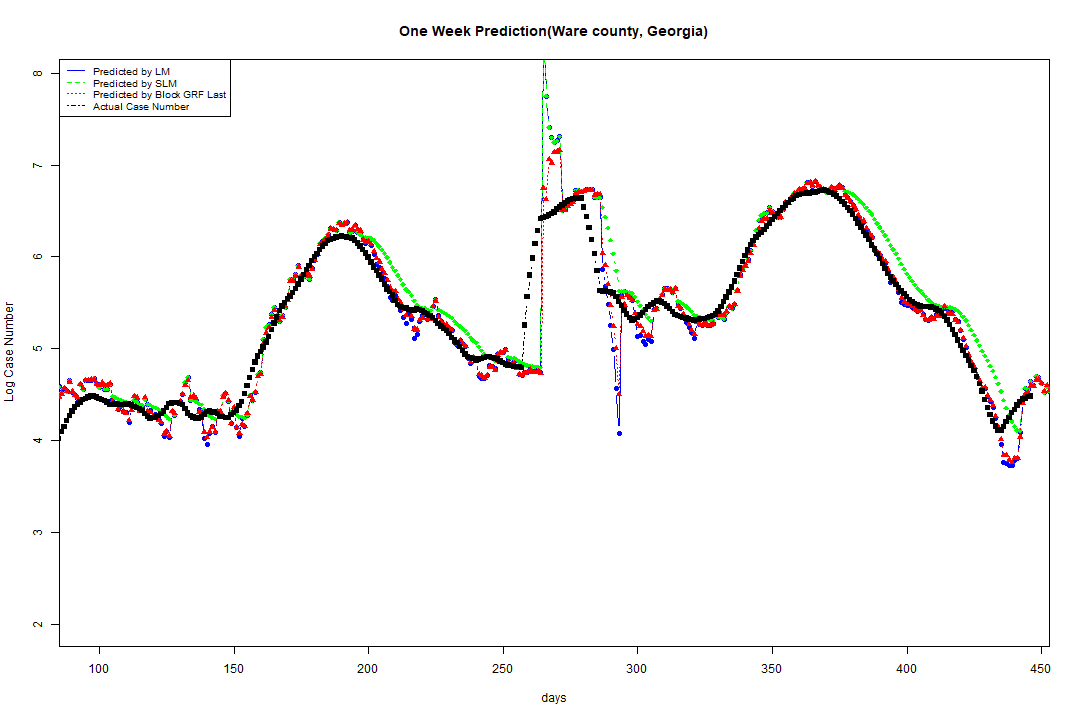 One Week Prediction(Ware county, Georgia)
Predicted by LM
Predicted by SLM
Predicted by Block GRF Last
Actual Case Number
Log Case Number
8
7
6
5
4
3
2
100 150 200 250 300 350 400 450
days